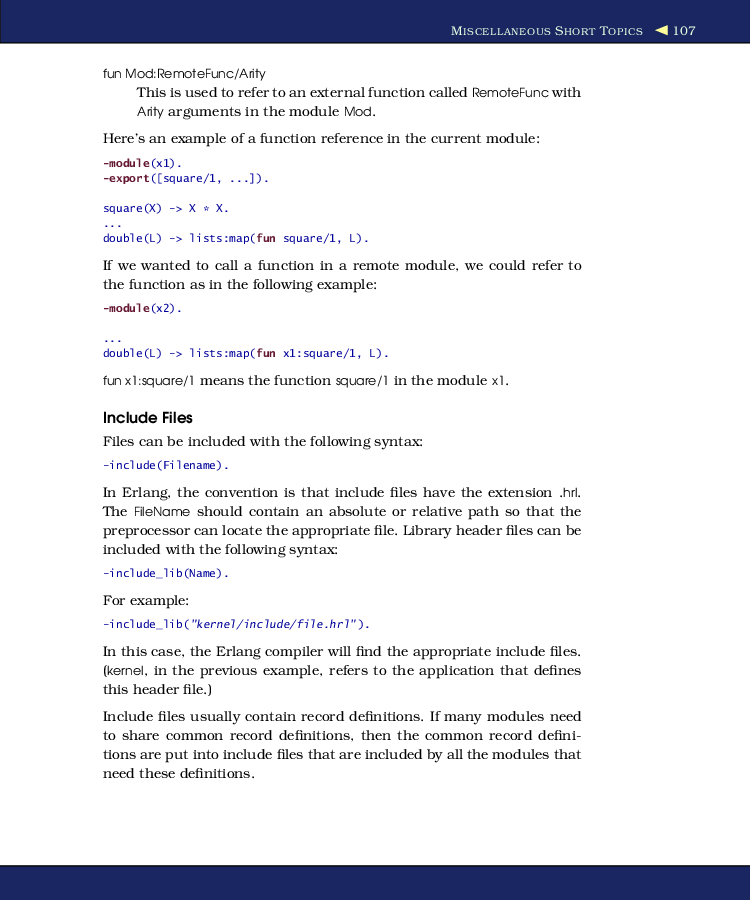 MISCELLANEOUS SHORT TOPICS ◀ 107
fun Mod:RemoteFunc/Arity
This is used to refer to an external function called RemoteFunc with
Arity arguments in the module Mod.
Here's an example of a function reference in the current module:
-module(x1).
-export([square/1, ...]).
square(X) -> X * X.
...
double(L) -> lists:map(fun square/1, L).
If we wanted to call a function in a remote module, we could refer to
the function as in the following example:
-module(x2).
...
double(L) -> lists:map(fun x1:square/1, L).
fun x1:square/1 means the function square/1 in the module x1.
Include Files
Files can be included with the following syntax:
-include(Filename).
In Erlang, the convention is that include files have the extension .hrl.
The FileName should contain an absolute or relative path so that the
preprocessor can locate the appropriate file. Library header files can be
included with the following syntax:
-include_lib(Name).
For example:
-include_lib("kernel/include/file.hrl").
In this case, the Erlang compiler will find the appropriate include files.
(kernel, in the previous example, refers to the application that defines
this header file.)
Include files usually contain record definitions. If many modules need
to share common record definitions, then the common record defini-
tions are put into include files that are included by all the modules that
need these definitions.